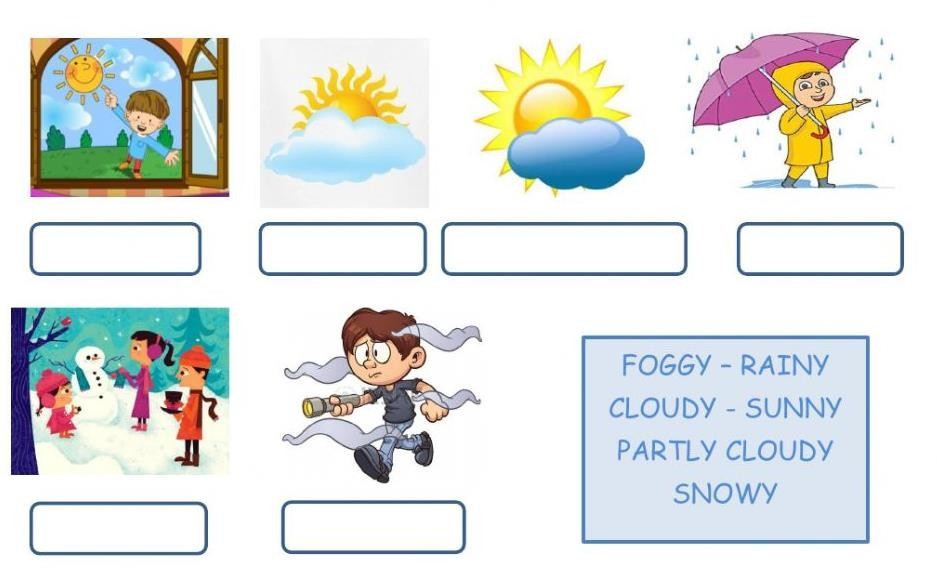 FOGGY – RAINY
CLOUDY - SUNNY
PARTLY CLOUDY
SNOWY